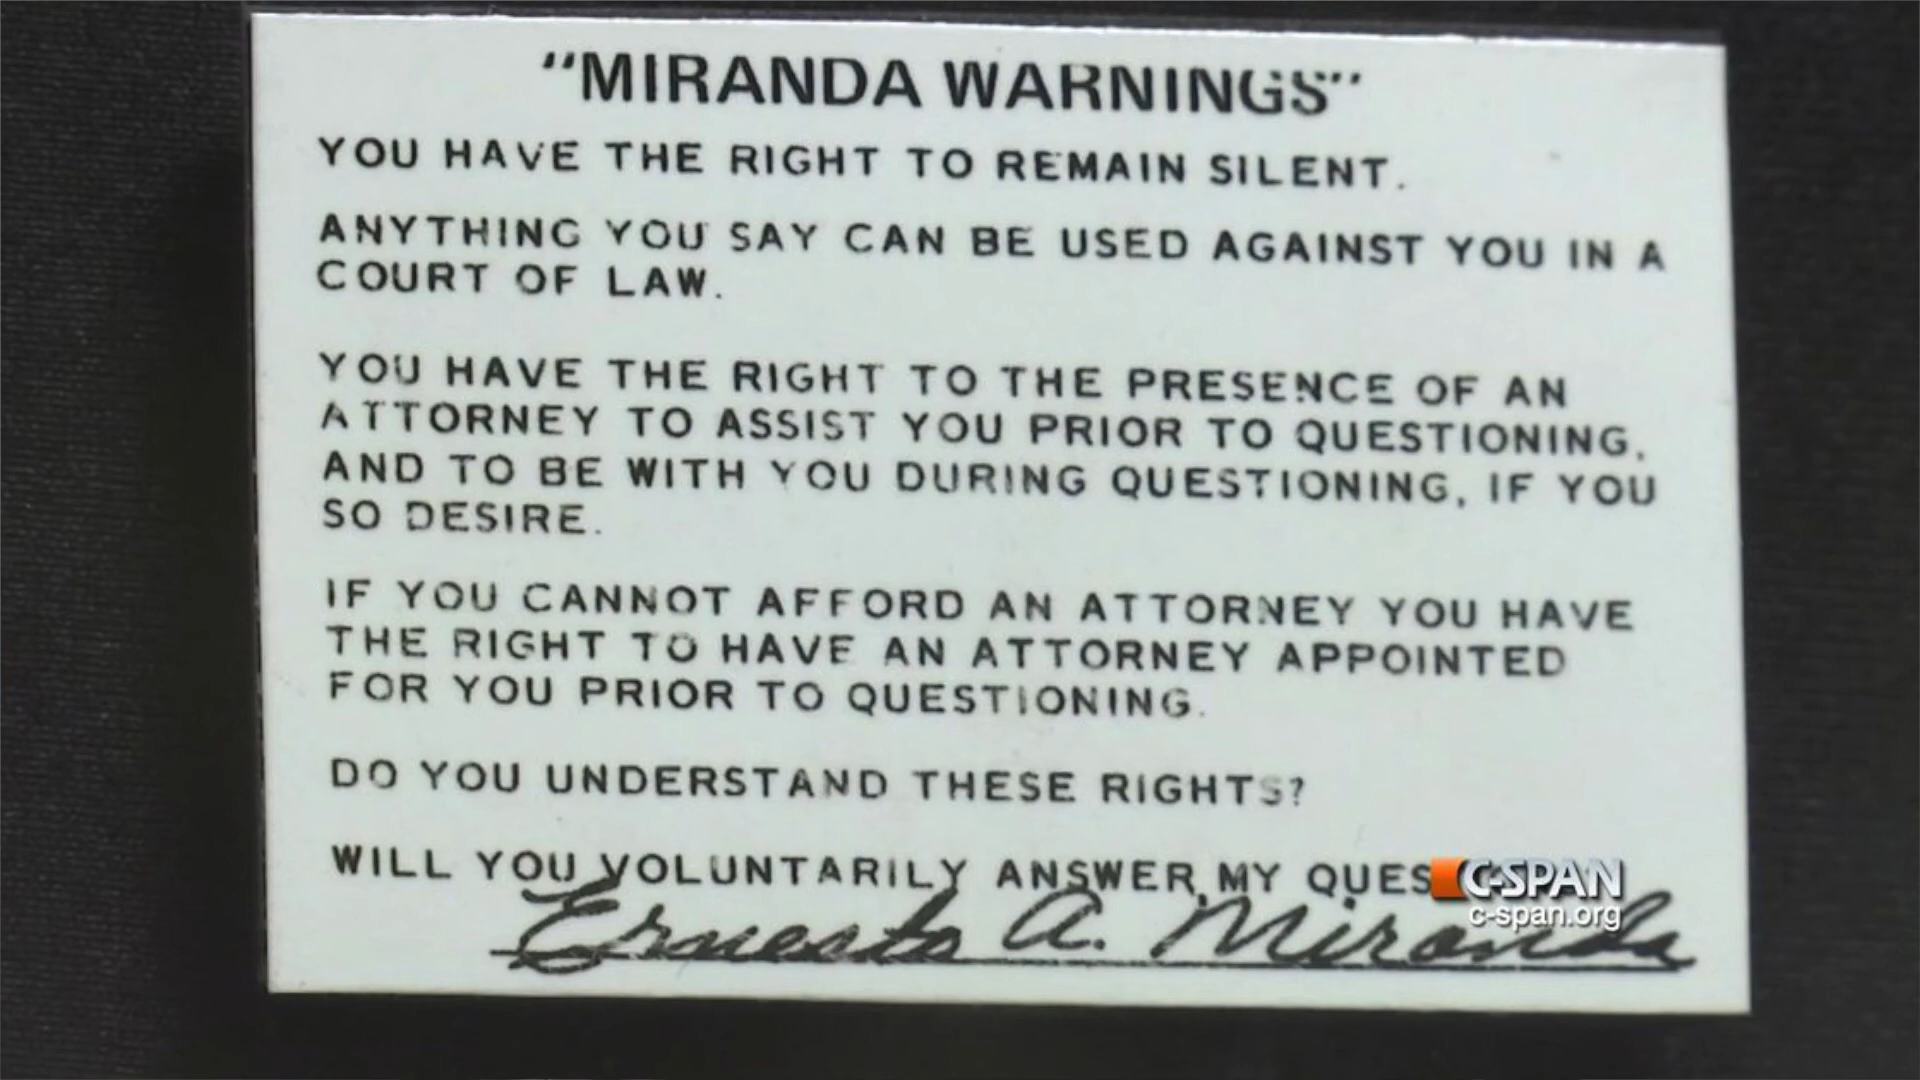 "MIRANDA WARNINGS"
YOU HAVE THE RIGHT TO REMAIN SILENT.
ANYTHING YOU SAY CAN BE USED AGAINST YOU IN A
COURT OF LAW.
YOU HAVE THE RIGHT TO THE PRESENCE OF AN
ATTORNEY TO ASSIST YOU PRIOR TO QUESTIONING,
AND TO BE WITH YOU DURING QUESTIONING, IF YOU
SO DESIRE.
IF YOU CANNOT AFFORD AN ATTORNEY YOU HAVE
THE RIGHT TO HAVE AN ATTORNEY APPOINTED
FOR YOU PRIOR TO QUESTIONING.
DO YOU UNDERSTAND THESE RIGHTS?
WILL YOU VOLUNTARILY ANSWER MY
Ernesto A. Miranda
C-SPAN
c-span.org